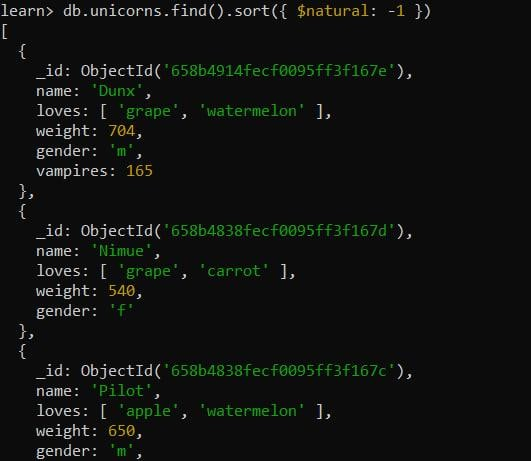 learn> db.unicorns.find().sort({ $natural: -1 })
[
  {
    _id: ObjectId('658b4914fecf0095ff3f167e'),
    name: 'Dunx',
    loves: [ 'grape', 'watermelon' ],
    weight: 704,
    gender: 'm',
    vampires: 165
  },
  {
    _id: ObjectId('658b4838fecf0095ff3f167d'),
    name: 'Nimue',
    loves: [ 'grape', 'carrot' ],
    weight: 540,
    gender: 'f'
  },
  {
    _id: ObjectId('658b4838fecf0095ff3f167c'),
    name: 'Pilot',
    loves: [ 'apple', 'watermelon' ],
    weight: 650,
    gender: 'm',